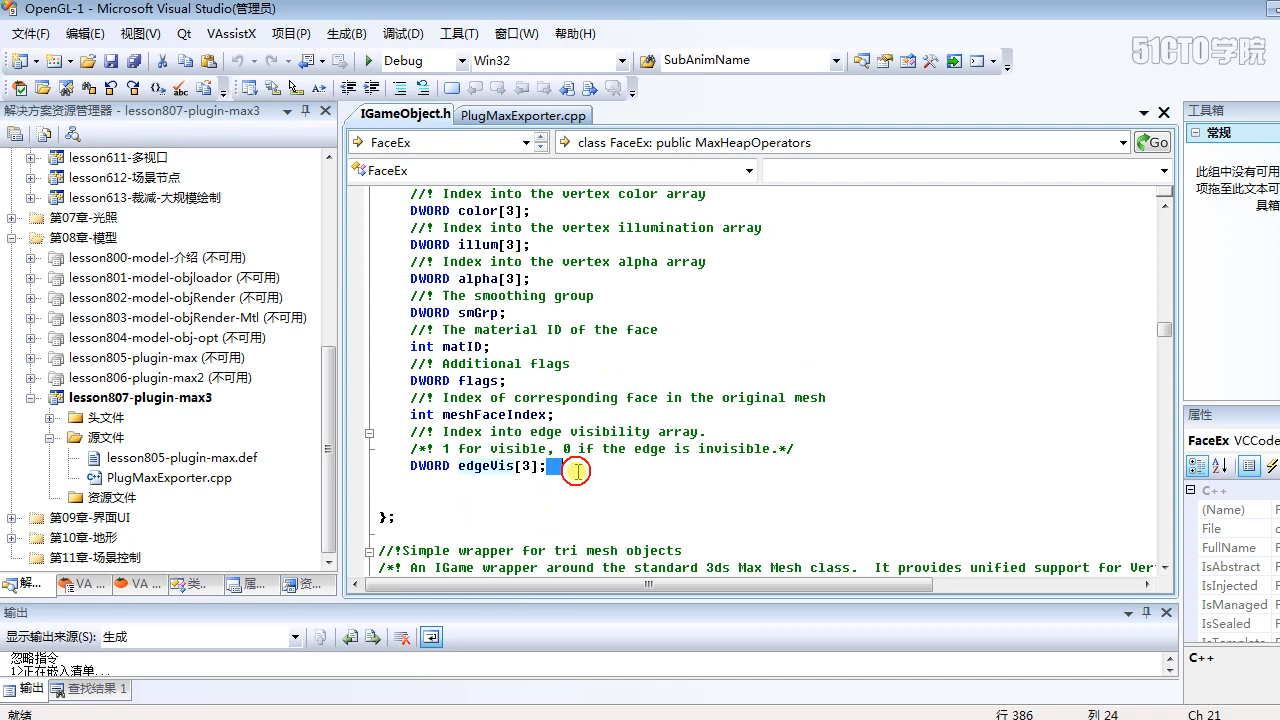 OpenGL-1 - Microsoft Visual Studio(管理员)
文件(F) 编辑(E) 视图(V) Qt VAssistX 项目(P) 生成(B) 调试(D) 工具(T) 窗口(W) 帮助(H)
Debug Win32 SubAnimName
51CTO学院
解决方案资源管理器 - lesson807-plugin-max3
lesson611-多视口
lesson612-场景节点
lesson613-裁减-大规模绘制
第07章-光照
第08章-模型
lesson800-model-介绍 (不可用)
lesson801-model-objloador (不可用)
lesson802-model-objRender (不可用)
lesson803-model-objRender-Mtl (不可用)
lesson804-model-obj-opt (不可用)
lesson805-plugin-max (不可用)
lesson806-plugin-max2 (不可用)
lesson807-plugin-max3
头文件
源文件
lesson805-plugin-max.def
PlugMaxExporter.cpp
资源文件
第09章-界面UI
第10章-地形
第11章-场景控制
解... VA ... VA ... 类... 属... 资...
IGameObject.h PlugMaxExporter.cpp
FaceEx class FaceEx: public MaxHeapOperators Go
FaceEx
//! Index into the vertex color array
DWORD color[3];
//! Index into the vertex illumination array
DWORD illum[3];
//! Index into the vertex alpha array
DWORD alpha[3];
//! The smoothing group
DWORD smGrp;
//! The material ID of the face
int matID;
//! Additional flags
DWORD flags;
//! Index of corresponding face in the original mesh
int meshFaceIndex;
//! Index into edge visibility array.
/*! 1 for visible, 0 if the edge is invisible.*/
DWORD edgeVis[3];
};
//!Simple wrapper for tri mesh objects
/*! An IGame wrapper around the standard 3ds Max Mesh class.  It provides unified support for Ver
工具箱
常规
此组中没有可用
项拖至此文本可
具箱
属性
FaceEx VCCode
C++
(Name) F
File c
FullName F
IsAbstract F
IsInjected F
IsManaged F
IsSealed F
IsTemplate F
C++
输出
显示输出来源(S): 生成
忽略指令
1>正在嵌入清单...
输出 查找结果 1
就绪 行 386 列 24 Ch 21